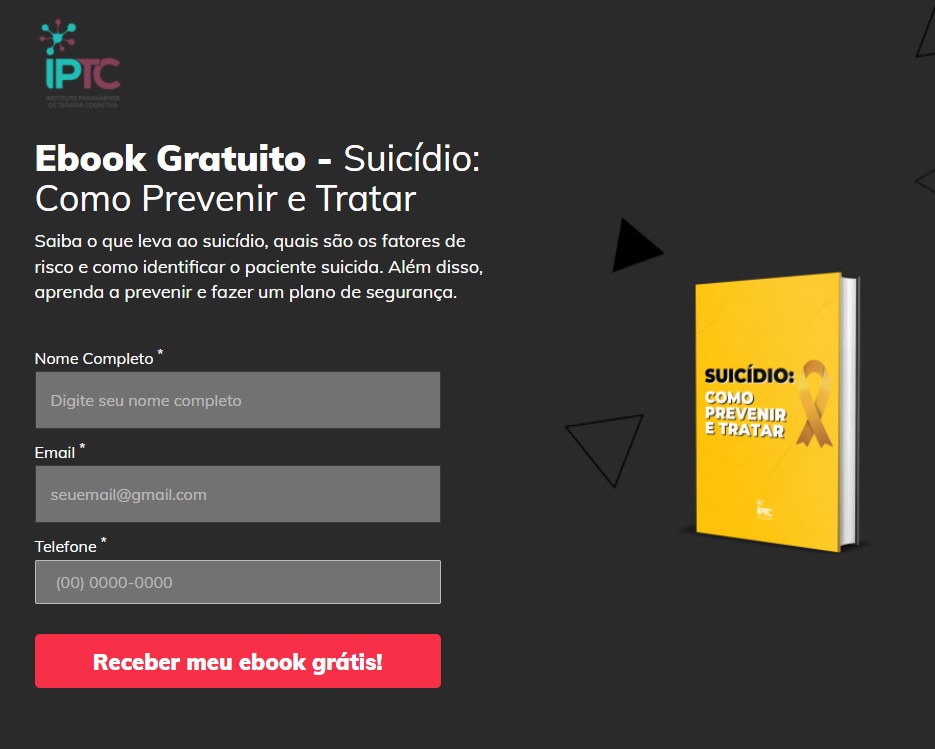 IPTC
INSTITUTO PARANAENSE
DE TERAPIA COGNITIVA
Ebook Gratuito - Suicídio:
Como Prevenir e Tratar
Saiba o que leva ao suicídio, quais são os fatores de
risco e como identificar o paciente suicida. Além disso,
aprenda a prevenir e fazer um plano de segurança.
Nome Completo *
Digite seu nome completo
Email *
seuemail@gmail.com
Telefone *
(00) 0000-0000
Receber meu ebook grátis!
SUICÍDIO:
COMO
PREVENIR
E TRATAR
IPTC